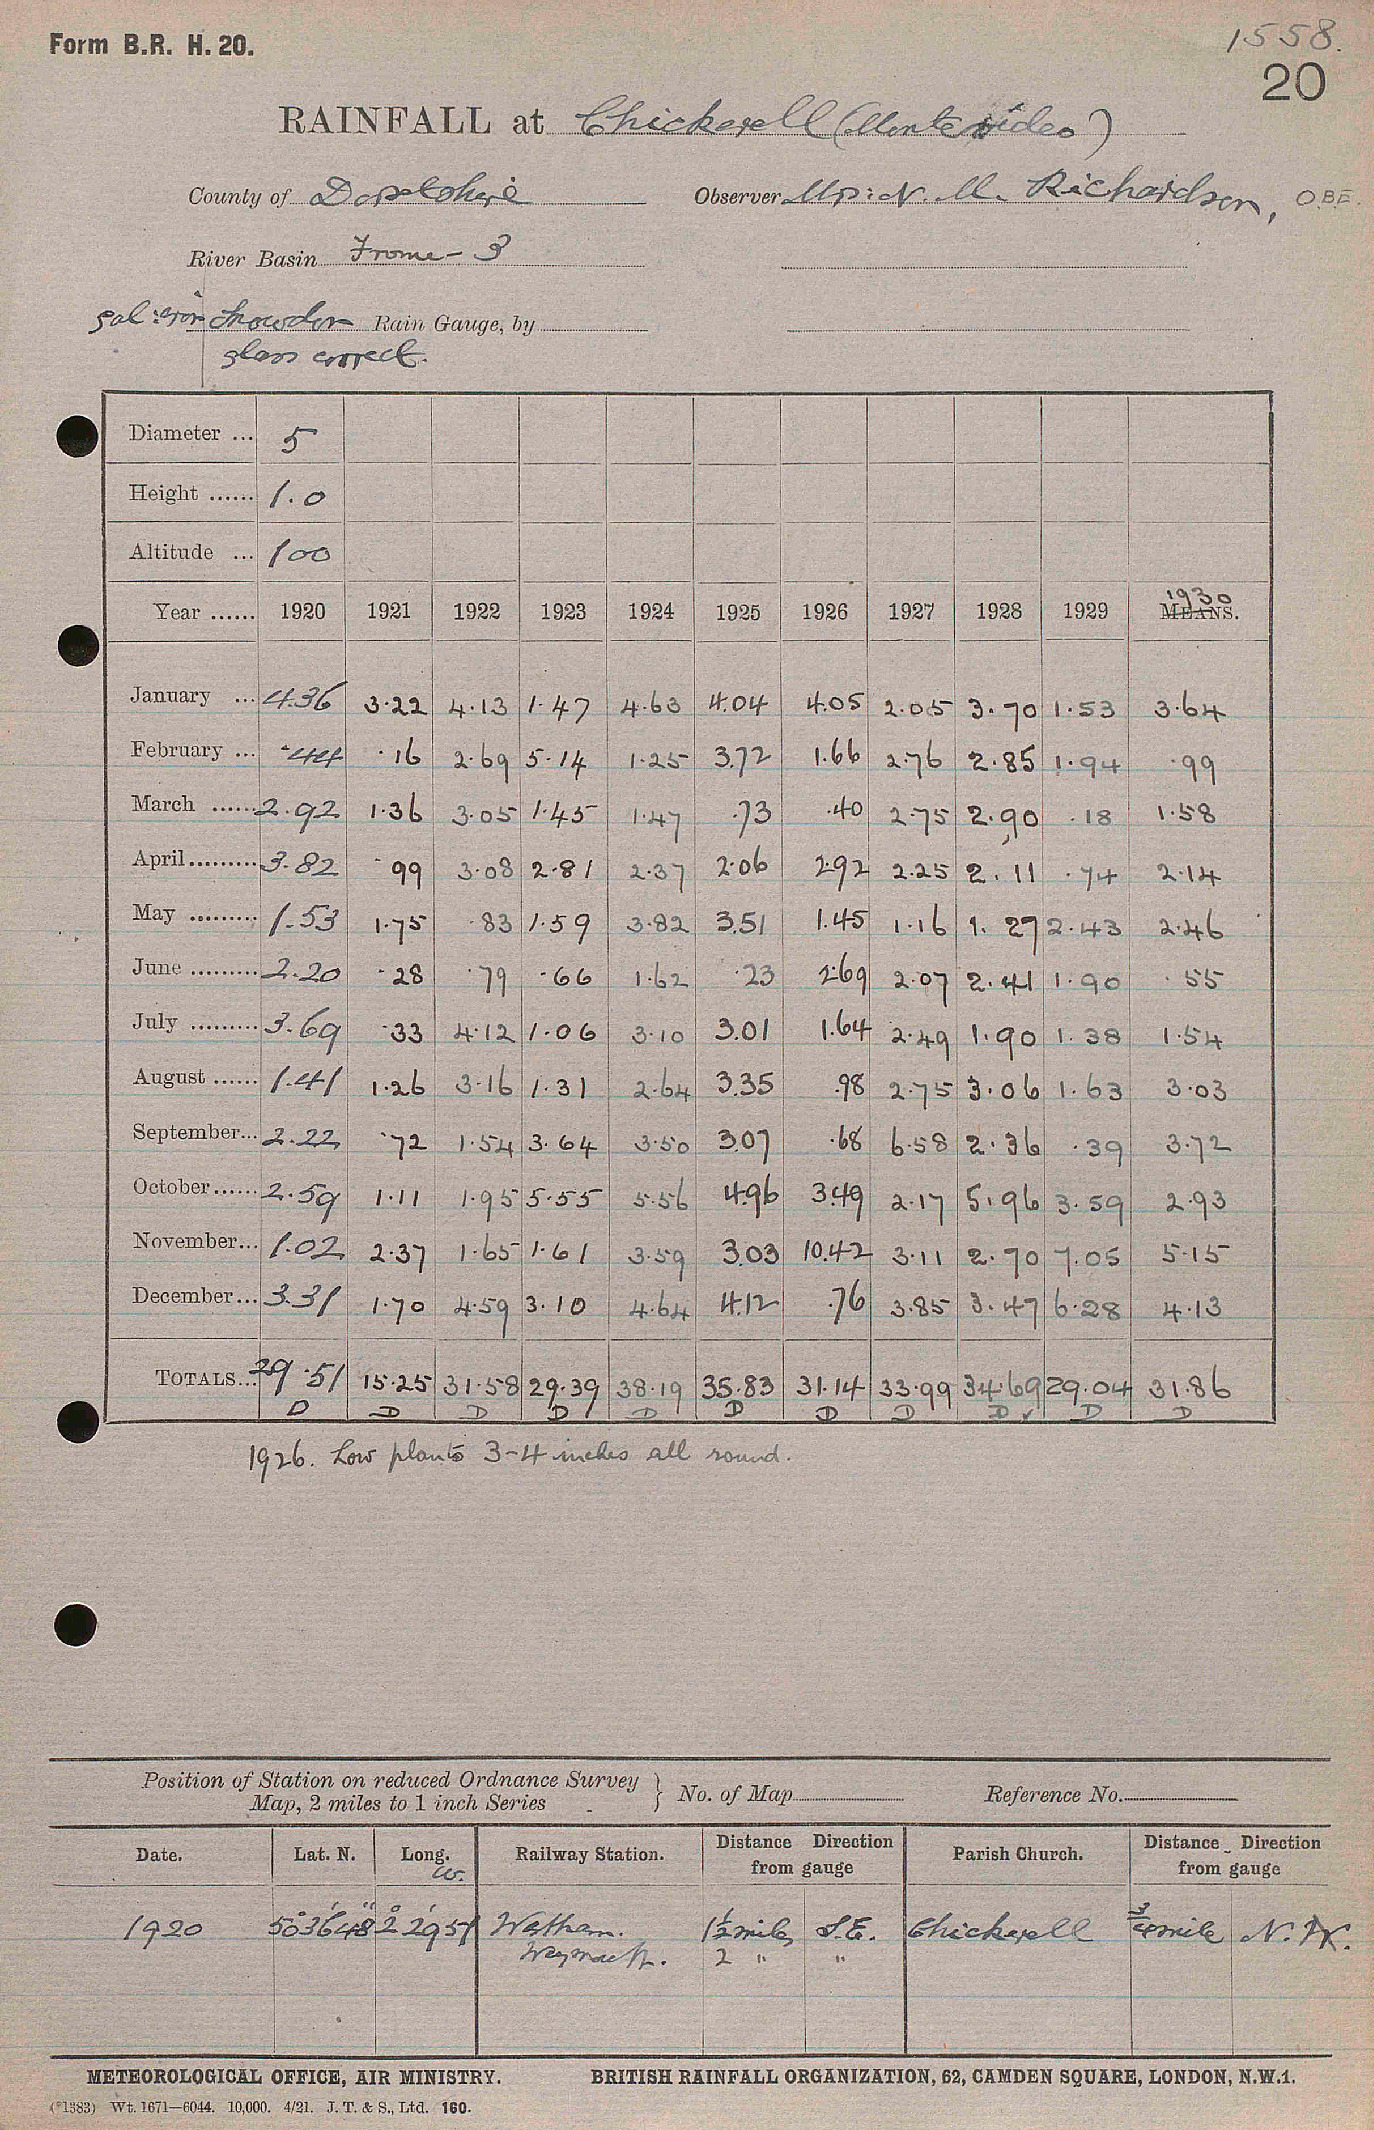 Form B.R. H. 20.
1558.
20
RAINFALL at Chickerell (Montevideo)
County of Dorsetshire Observer Mr: N. M. Richardson, O.B.E.
River Basin Frome - 3
gal: iron Snowdon Rain Gauge, by
glass correct.
Diameter ... 5
Height ...... 1.0
Altitude ... 100
Year ...... 1920 1921 1922 1923 1924 1925 1926 1927 1928 1929 1930 MEANS.
January ... 4.36 3.22 4.13 1.47 4.63 4.04 4.05 2.05 3.70 1.53 3.64
February ... .44 .16 2.69 5.14 1.25 3.72 1.66 2.76 2.85 1.94 .99
March ...... 2.92 1.36 3.05 1.45 1.47 .73 .40 2.75 2.90 .18 1.58
April ......... 3.82 .99 3.08 2.81 2.37 2.06 2.92 2.25 2.11 .74 2.14
May ......... 1.53 1.75 .83 1.59 3.82 3.51 1.45 1.16 1.27 2.43 2.46
June ......... 2.20 .28 .79 .66 1.62 .23 2.69 2.07 2.41 1.90 .55
July ......... 3.69 .33 4.12 1.06 3.10 3.01 1.64 2.49 1.90 1.38 1.54
August ...... 1.41 1.26 3.16 1.31 2.64 3.35 .98 2.75 3.06 1.63 3.03
September... 2.22 .72 1.54 3.64 3.50 3.07 .68 6.58 2.36 .39 3.72
October...... 2.59 1.11 1.95 5.55 5.56 4.96 3.49 2.17 5.96 3.59 2.93
November... 1.02 2.37 1.65 1.61 3.59 3.03 10.42 3.11 2.70 7.05 5.15
December... 3.31 1.70 4.59 3.10 4.64 4.12 .76 3.85 3.47 6.28 4.13
TOTALS... 29.51 15.25 31.58 29.39 38.19 35.83 31.14 33.99 34.69 29.04 31.86
D D D D D D D D D ✓ D D
1926. Low plants 3-4 inches all round.
Position of Station on reduced Ordnance Survey Map, 2 miles to 1 inch Series } No. of Map Reference No.
Date. Lat. N. Long. W. Railway Station. Distance Direction from gauge Parish Church. Distance Direction from gauge
1920 50° 36' 48" 2° 29' 51 Wetham. 1½ miles S.E. Chickerell ¾ mile N.W.
Weymouth. 2 " "
METEOROLOGICAL OFFICE, AIR MINISTRY. BRITISH RAINFALL ORGANIZATION, 62, CAMDEN SQUARE, LONDON, N.W.1.
(*1383) Wt. 1671—6044. 10,000. 4/21. J. T. & S., Ltd. 160.